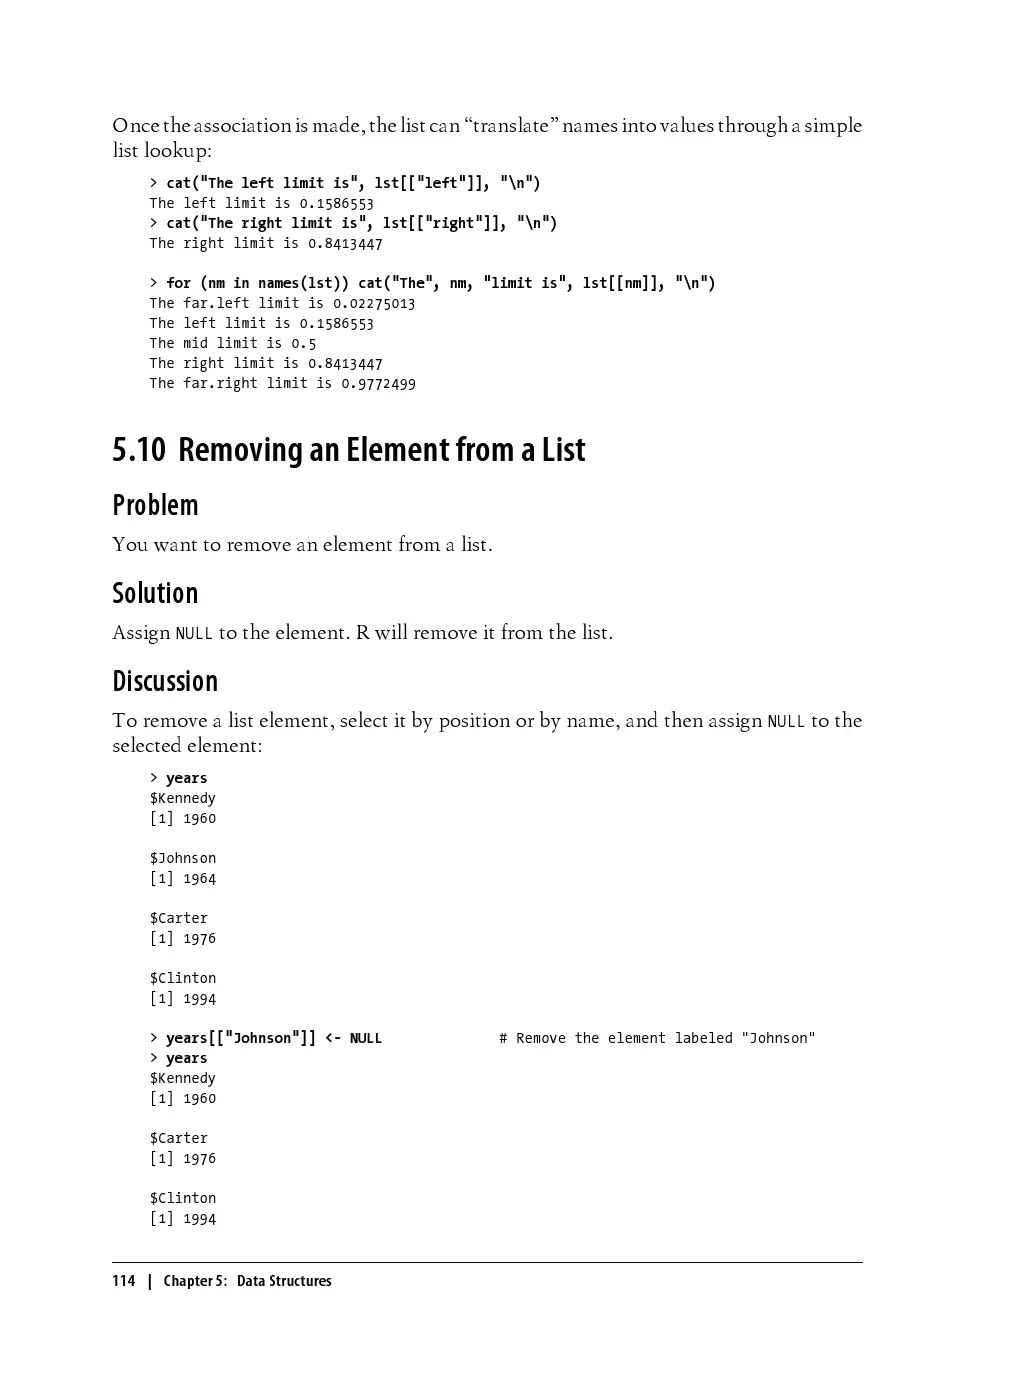 Once the association is made, the list can “translate” names into values through a simple
list lookup:
> cat("The left limit is", lst[["left"]], "\n")
The left limit is 0.1586553
> cat("The right limit is", lst[["right"]], "\n")
The right limit is 0.8413447
> for (nm in names(lst)) cat("The", nm, "limit is", lst[[nm]], "\n")
The far.left limit is 0.02275013
The left limit is 0.1586553
The mid limit is 0.5
The right limit is 0.8413447
The far.right limit is 0.9772499
5.10 Removing an Element from a List
Problem
You want to remove an element from a list.
Solution
Assign NULL to the element. R will remove it from the list.
Discussion
To remove a list element, select it by position or by name, and then assign NULL to the
selected element:
> years
$Kennedy
[1] 1960
$Johnson
[1] 1964
$Carter
[1] 1976
$Clinton
[1] 1994
> years[["Johnson"]] <- NULL # Remove the element labeled "Johnson"
> years
$Kennedy
[1] 1960
$Carter
[1] 1976
$Clinton
[1] 1994
114 | Chapter 5: Data Structures